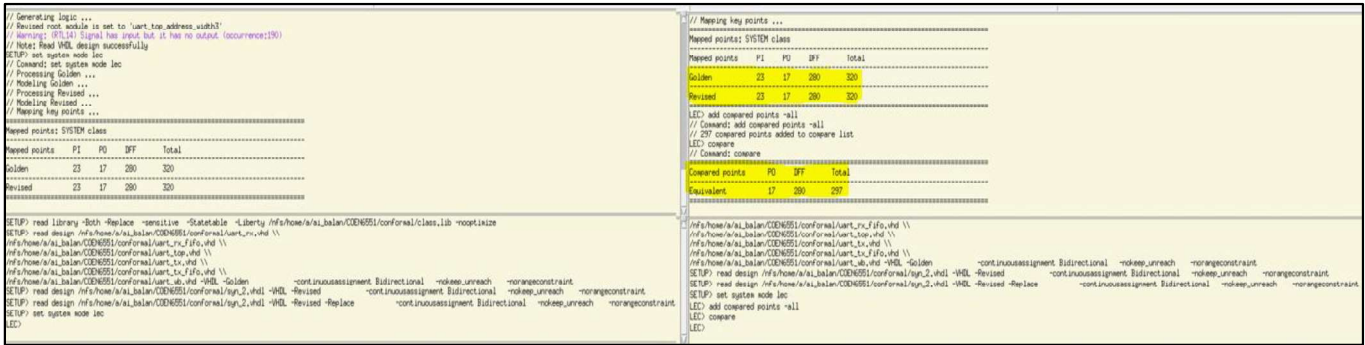 // Generating logic ...
// Revised root module is set to 'uart_top_address_width3'
// Warning: (RTL14) Signal has input but it has no output (occurrence:190)
// Note: Read VHDL design successfully
SETUP> set system mode lec
// Command: set system mode lec
// Processing Golden ...
// Modeling Golden ...
// Processing Revised ...
// Modeling Revised ...
// Mapping key points ...
Mapped points: SYSTEM class
Mapped points PI PO DFF Total
Golden 23 17 280 320
Revised 23 17 280 320
SETUP> read library -Both -Replace -sensitive -Statetable -Liberty /nfs/home/a/ai_balan/COEN6551/conformal/class.lib -nooptimize
SETUP> read design /nfs/home/a/ai_balan/COEN6551/conformal/uart_rx.vhd \\
/nfs/home/a/ai_balan/COEN6551/conformal/uart_rx_fifo.vhd \\
/nfs/home/a/ai_balan/COEN6551/conformal/uart_top.vhd \\
/nfs/home/a/ai_balan/COEN6551/conformal/uart_tx.vhd \\
/nfs/home/a/ai_balan/COEN6551/conformal/uart_tx_fifo.vhd \\
/nfs/home/a/ai_balan/COEN6551/conformal/uart_wb.vhd -VHDL -Golden -continuousassignment Bidirectional -nokeep_unreach -norangeconstraint
SETUP> read design /nfs/home/a/ai_balan/COEN6551/conformal/syn_2.vhdl -VHDL -Revised -continuousassignment Bidirectional -nokeep_unreach -norangeconstraint
SETUP> read design /nfs/home/a/ai_balan/COEN6551/conformal/syn_2.vhdl -VHDL -Revised -Replace -continuousassignment Bidirectional -nokeep_unreach -norangeconstraint
SETUP> set system mode lec
LEC>
// Mapping key points ...
Mapped points: SYSTEM class
Mapped points PI PO DFF Total
Golden 23 17 280 320
Revised 23 17 280 320
LEC> add compared points -all
// Command: add compared points -all
// 297 compared points added to compare list
LEC> compare
// Command: compare
Compared points PO DFF Total
Equivalent 17 280 297
/nfs/home/a/ai_balan/COEN6551/conformal/uart_rx_fifo.vhd \\
/nfs/home/a/ai_balan/COEN6551/conformal/uart_top.vhd \\
/nfs/home/a/ai_balan/COEN6551/conformal/uart_tx.vhd \\
/nfs/home/a/ai_balan/COEN6551/conformal/uart_tx_fifo.vhd \\
/nfs/home/a/ai_balan/COEN6551/conformal/uart_wb.vhd -VHDL -Golden -continuousassignment Bidirectional -nokeep_unreach -norangeconstraint
SETUP> read design /nfs/home/a/ai_balan/COEN6551/conformal/syn_2.vhdl -VHDL -Revised -continuousassignment Bidirectional -nokeep_unreach -norangeconstraint
SETUP> read design /nfs/home/a/ai_balan/COEN6551/conformal/syn_2.vhdl -VHDL -Revised -Replace -continuousassignment Bidirectional -nokeep_unreach -norangeconstraint
SETUP> set system mode lec
LEC> add compared points -all
LEC> compare
LEC>